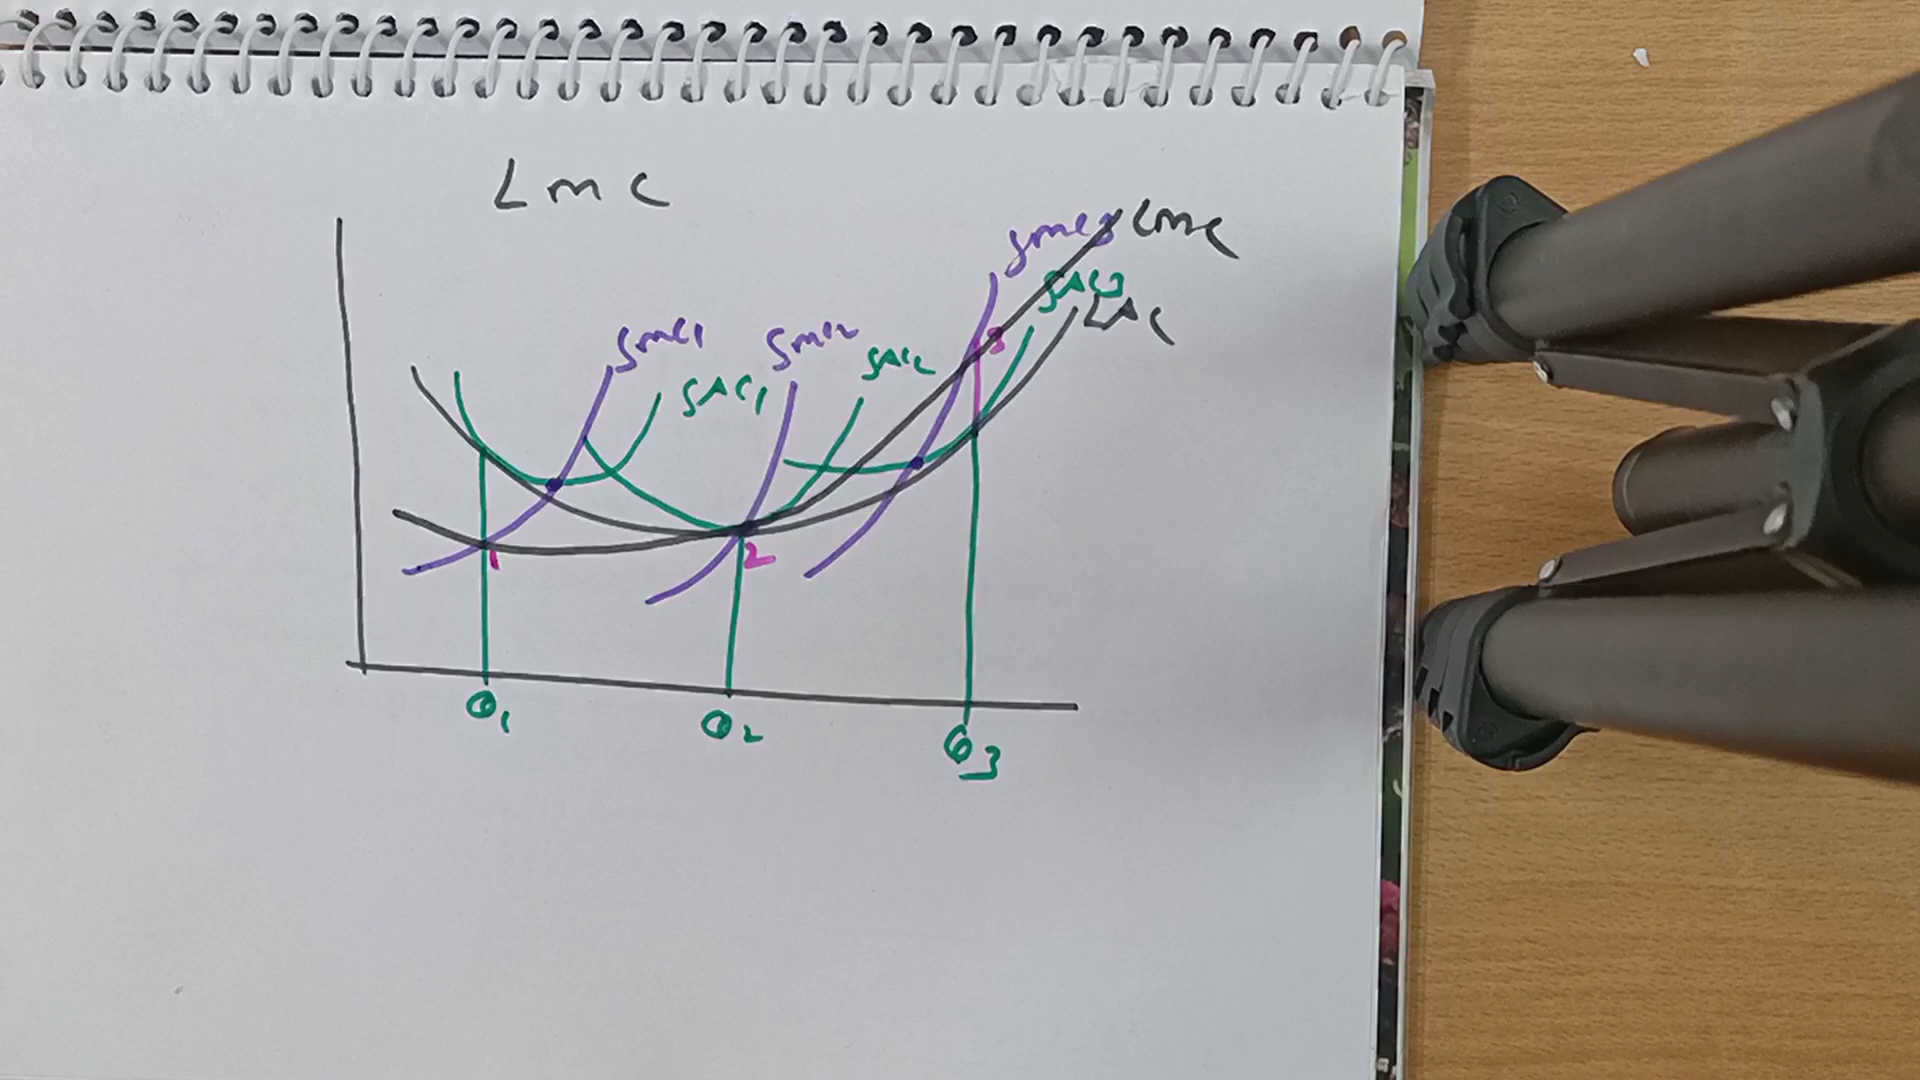 LMC
SMC3 LMC
SAC3
LAC
SMC1 SMC2
SAC1 SAC2
1 2 3
Q1 Q2 Q3